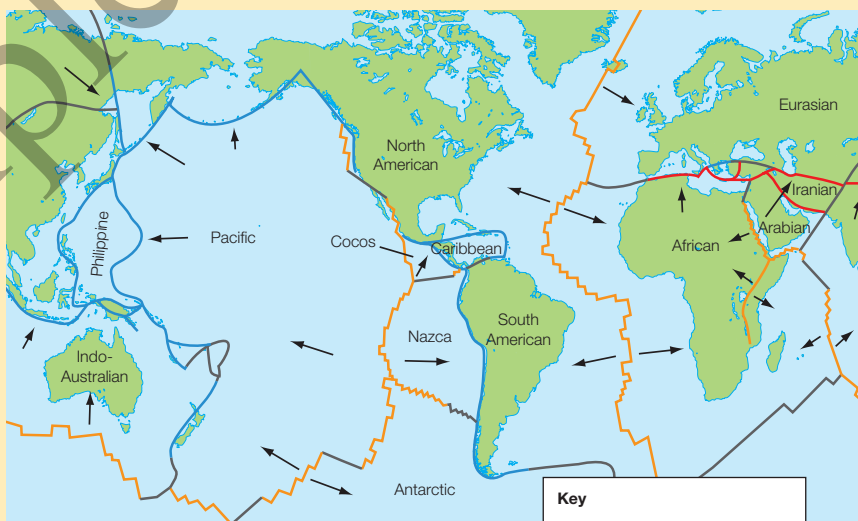 Eurasian
North
American
Iranian
Philippine
Pacific
Cocos
Caribbean
African
Arabian
Nazca
South
American
Indo-
Australian
Antarctic
Key